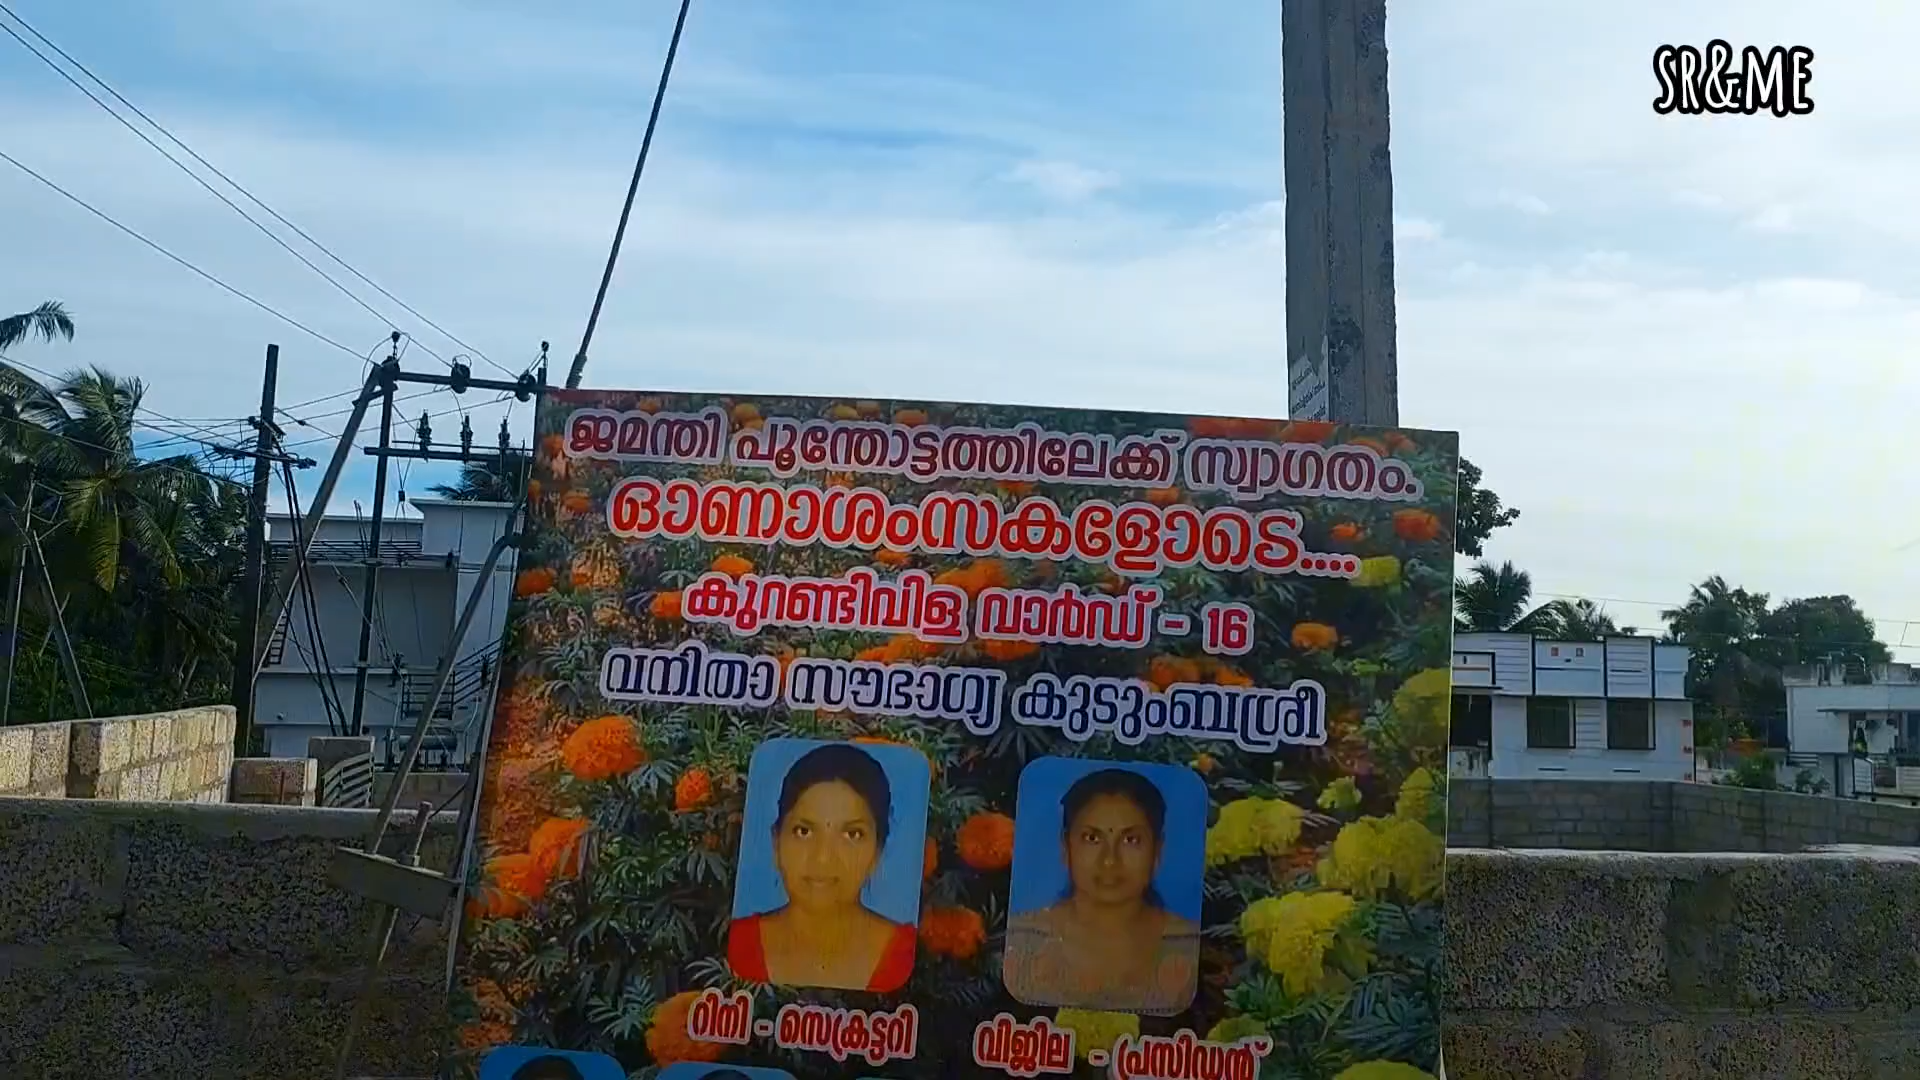 SR&ME
ജമന്തി പൂന്തോട്ടത്തിലേക്ക് സ്വാഗതം.
ഓണാശംസകളോടെ....
കുറണ്ടിവിള വാർഡ് - 16
വനിതാ സൗഭാഗ്യ കുടുംബശ്രീ
റിനി - സെക്രട്ടറി
വിജില - പ്രസിഡന്റ്